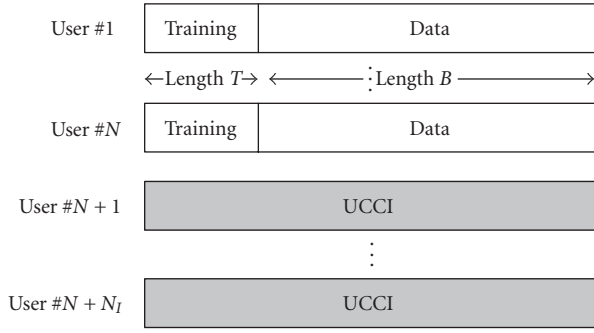 User #1 Training Data
Length T Length B
User #N Training Data
User #N + 1 UCCI
User #N + N_I UCCI